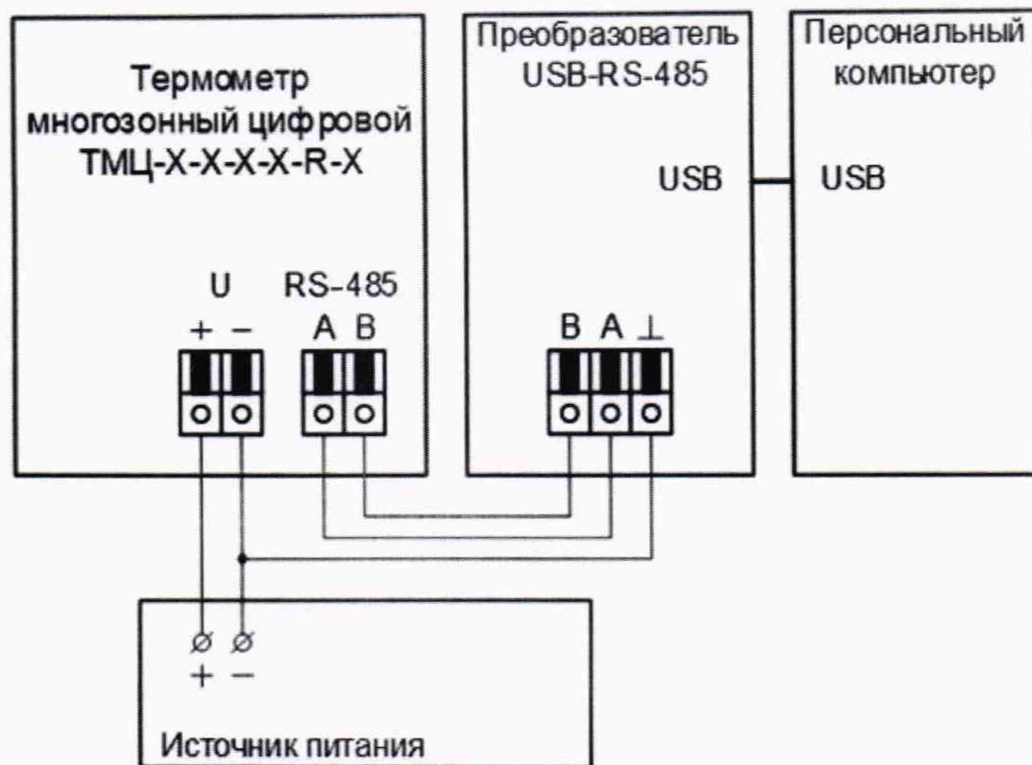 Термометр
многозонный цифровой
ТМЦ-Х-Х-Х-Х-R-Х
U RS-485
+ − A B
Преобразователь
USB-RS-485
USB
B A ⊥
Персональный
компьютер
USB
+ −
Источник питания